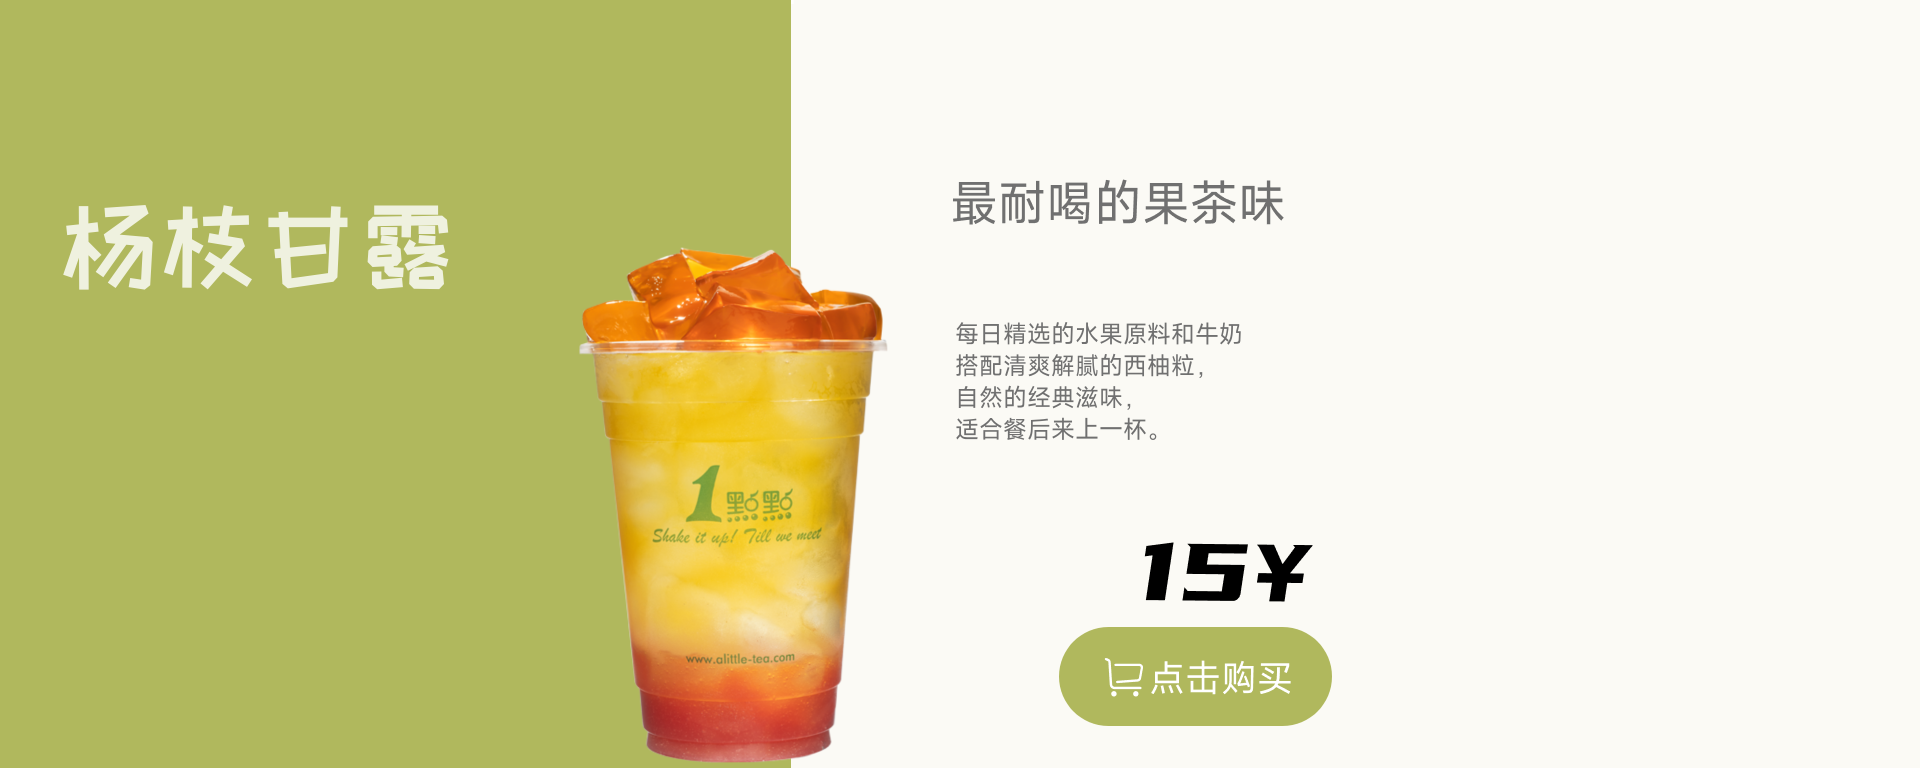 杨枝甘露
最耐喝的果茶味
每日精选的水果原料和牛奶
搭配清爽解腻的西柚粒，
自然的经典滋味，
适合餐后来上一杯。
1點點
Shake it up! Till we meet
www.alittle-tea.com
15¥
点击购买